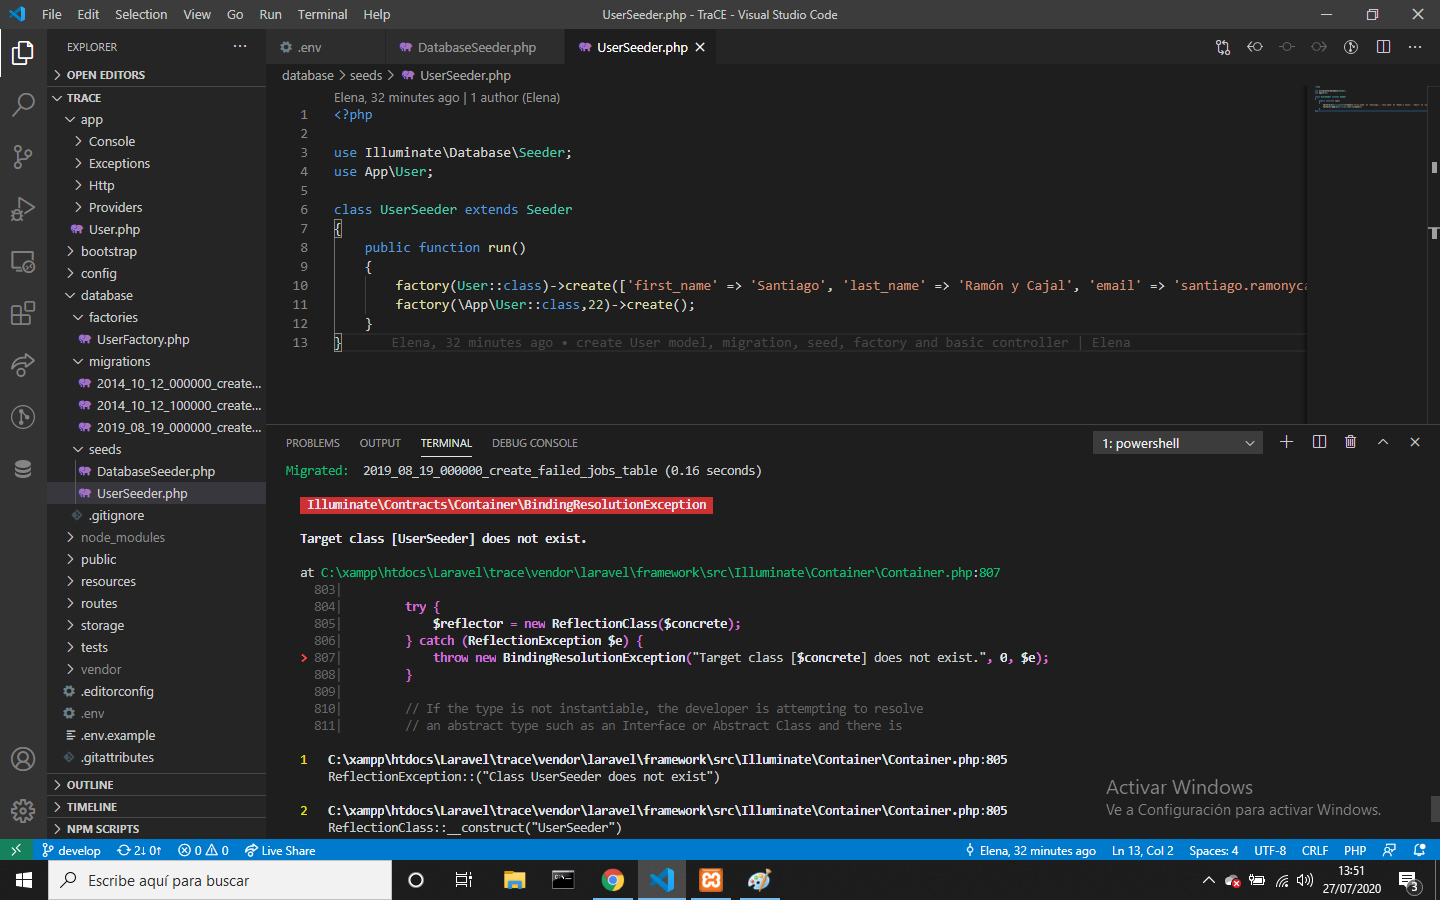 File Edit Selection View Go Run Terminal Help UserSeeder.php - TraCE - Visual Studio Code
EXPLORER
OPEN EDITORS
TRACE
app
Console
Exceptions
Http
Providers
User.php
bootstrap
config
database
factories
UserFactory.php
migrations
2014_10_12_000000_create...
2014_10_12_100000_create...
2019_08_19_000000_create...
seeds
DatabaseSeeder.php
UserSeeder.php
.gitignore
node_modules
public
resources
routes
storage
tests
vendor
.editorconfig
.env
.env.example
.gitattributes
OUTLINE
TIMELINE
NPM SCRIPTS
.env DatabaseSeeder.php UserSeeder.php
database > seeds > UserSeeder.php
Elena, 32 minutes ago | 1 author (Elena)
1 <?php
2
3 use Illuminate\Database\Seeder;
4 use App\User;
5
6 class UserSeeder extends Seeder
7 {
8 public function run()
9 {
10 factory(User::class)->create(['first_name' => 'Santiago', 'last_name' => 'Ramón y Cajal', 'email' => 'santiago.ramonyca
11 factory(\App\User::class,22)->create();
12 }
13 } Elena, 32 minutes ago • create User model, migration, seed, factory and basic controller | Elena
PROBLEMS OUTPUT TERMINAL DEBUG CONSOLE 1: powershell
Migrated: 2019_08_19_000000_create_failed_jobs_table (0.16 seconds)
Illuminate\Contracts\Container\BindingResolutionException
Target class [UserSeeder] does not exist.
at C:\xampp\htdocs\Laravel\trace\vendor\laravel\framework\src\Illuminate\Container\Container.php:807
803|
804| try {
805| $reflector = new ReflectionClass($concrete);
806| } catch (ReflectionException $e) {
> 807| throw new BindingResolutionException("Target class [$concrete] does not exist.", 0, $e);
808| }
809|
810| // If the type is not instantiable, the developer is attempting to resolve
811| // an abstract type such as an Interface or Abstract Class and there is
1 C:\xampp\htdocs\Laravel\trace\vendor\laravel\framework\src\Illuminate\Container\Container.php:805
ReflectionException::("Class UserSeeder does not exist")
2 C:\xampp\htdocs\Laravel\trace\vendor\laravel\framework\src\Illuminate\Container\Container.php:805
ReflectionClass::__construct("UserSeeder")
Activar Windows
Ve a Configuración para activar Windows.
develop 2↓ 0↑ 0 0 Live Share Elena, 32 minutes ago Ln 13, Col 2 Spaces: 4 UTF-8 CRLF PHP
Escribe aquí para buscar
13:51
27/07/2020
3